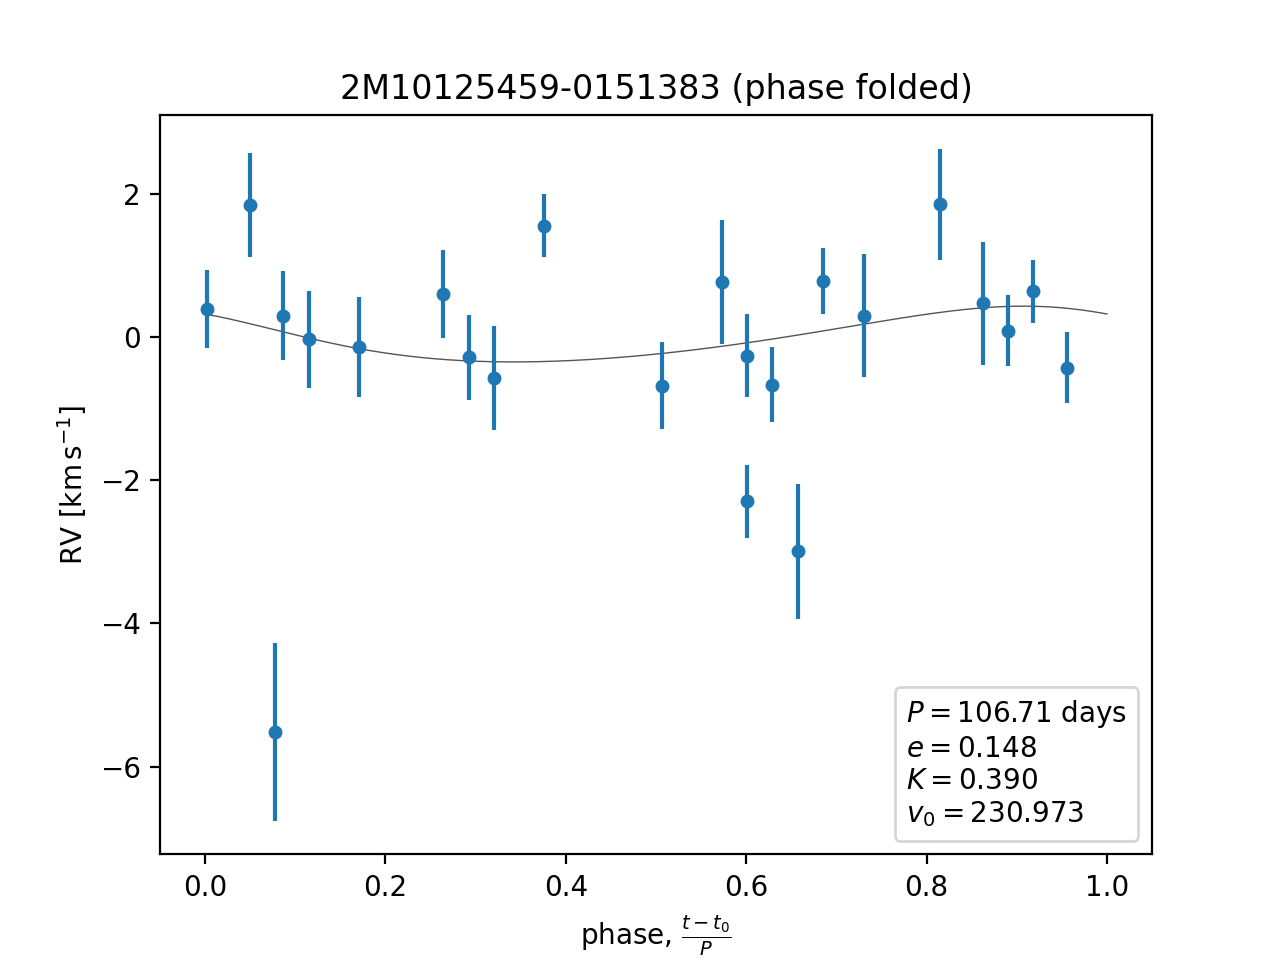 2M10125459-0151383 (phase folded)
2
0
−2
−4
−6
RV [km s⁻¹]
P = 106.71 days
e = 0.148
K = 0.390
v₀ = 230.973
0.0 0.2 0.4 0.6 0.8 1.0
phase, (t − t₀)/P